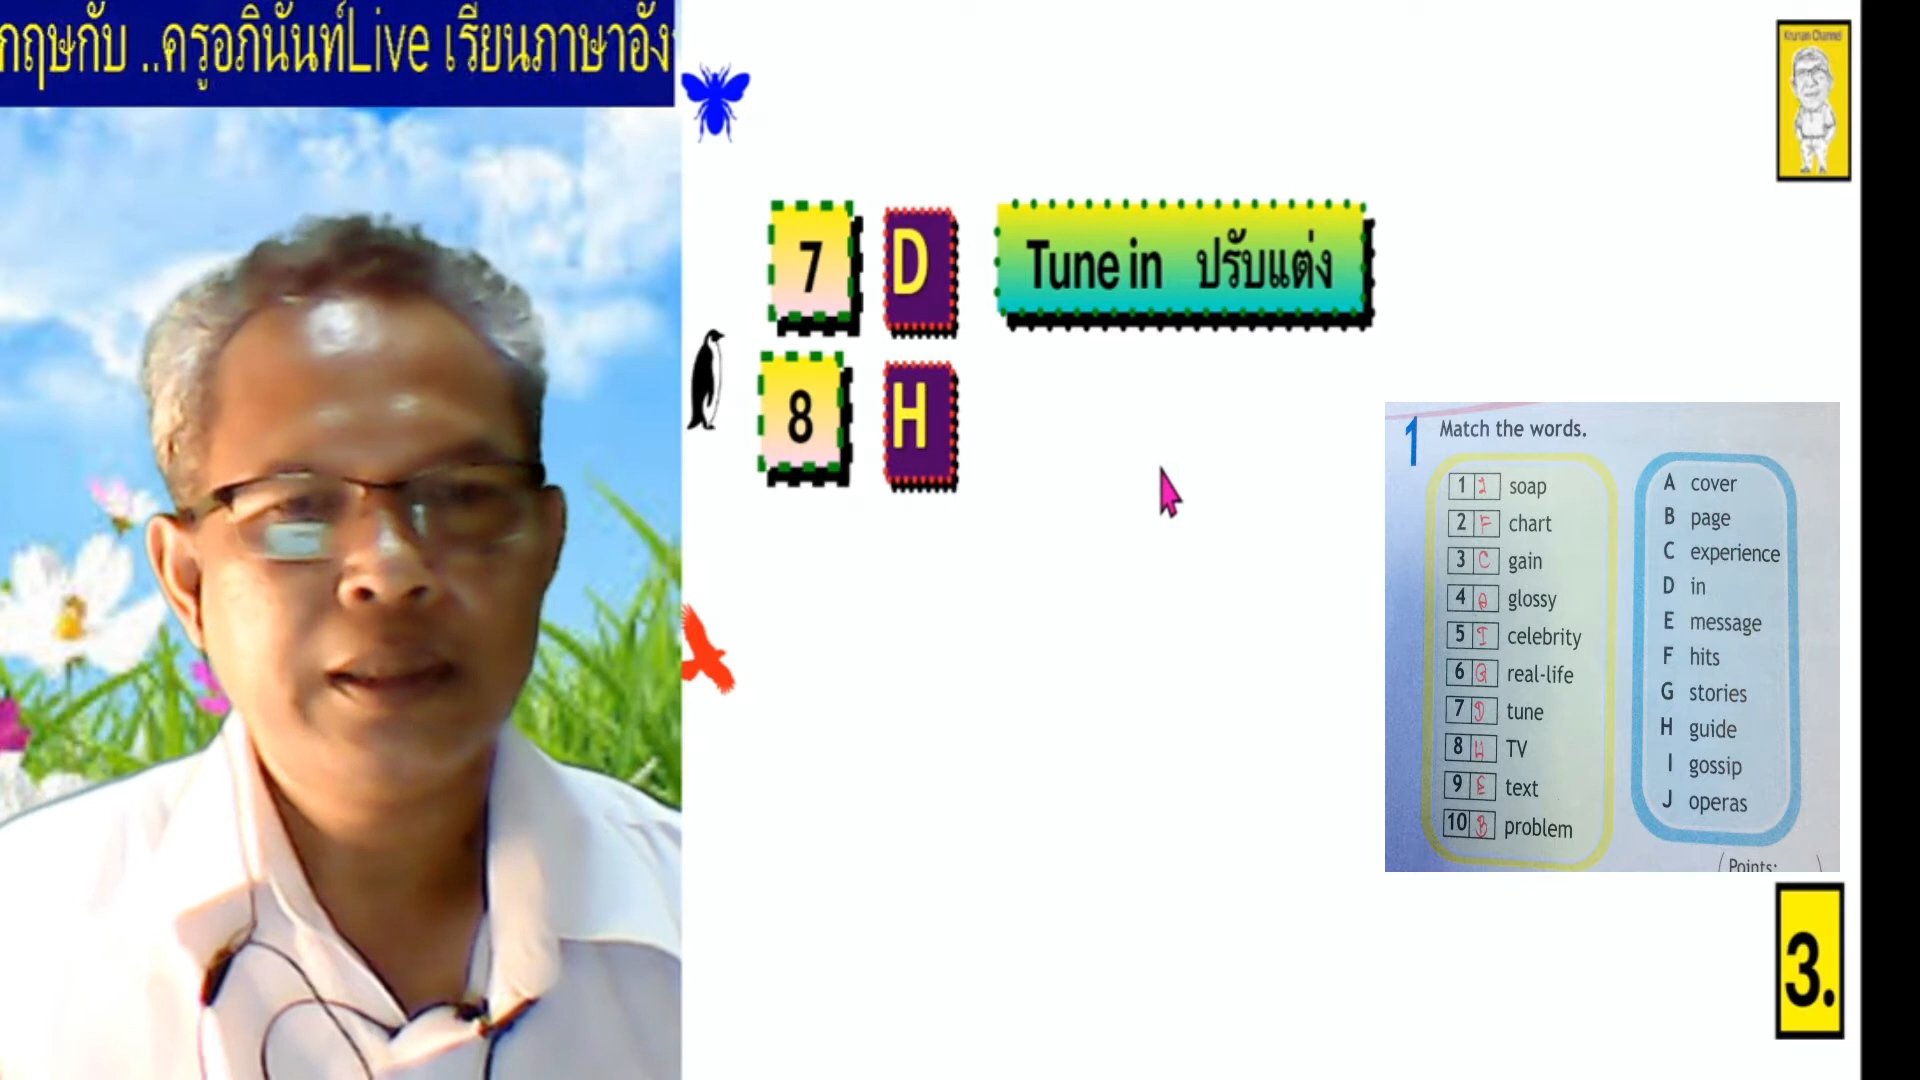 กฤษกับ ..ครูอภินันท์Live เรียนภาษาอัง
Krunan Channel
7 D Tune in ปรับแต่ง
8 H
1 Match the words.
1 J soap
2 F chart
3 C gain
4 A glossy
5 I celebrity
6 G real-life
7 D tune
8 H TV
9 E text
10 B problem
A cover
B page
C experience
D in
E message
F hits
G stories
H guide
I gossip
J operas
(Points: )
3.